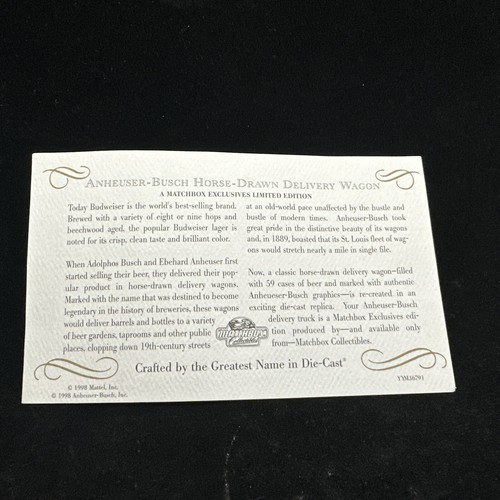 ANHEUSER-BUSCH HORSE-DRAWN DELIVERY WAGON
A MATCHBOX EXCLUSIVES LIMITED EDITION
Today Budweiser is the world's best-selling brand.
Brewed with a variety of eight or nine hops and
beechwood aged, the popular Budweiser lager is
noted for its crisp, clean taste and brilliant color.
When Adolphos Busch and Ebehard Anheuser first
started selling their beer, they delivered their pop-
ular product in horse-drawn delivery wagons.
Marked with the name that was destined to become
legendary in the history of breweries, these wagons
would deliver barrels and bottles to a variety
of beer gardens, taprooms and other public
places, clopping down 19th-century streets
at an old-world pace unaffected by the hustle and
bustle of modern times. Anheuser-Busch took
great pride in the distinctive beauty of its wagons
and, in 1889, boasted that its St. Louis fleet of wag-
ons would stretch nearly a mile in single file.
Now, a classic horse-drawn delivery wagon—filled
with 59 cases of beer and marked with authentic
Anheueser-Busch graphics—is re-created in an
exciting die-cast replica. Your Anheuser-Busch
delivery truck is a Matchbox Exclusives edi-
tion produced by—and available only
from—Matchbox Collectibles.
MATCHBOX
Collectibles
Crafted by the Greatest Name in Die-Cast®
© 1998 Mattel, Inc.
© 1998 Anheuser-Busch, Inc.
YSM36791